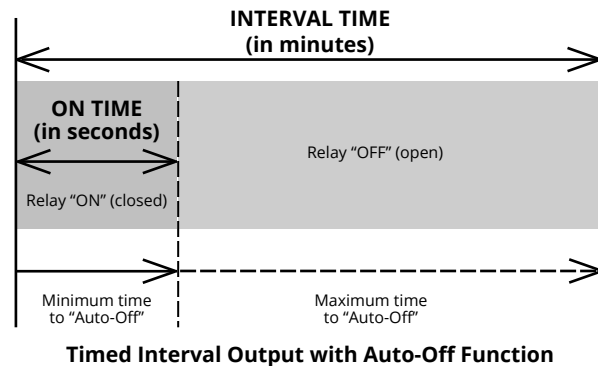 INTERVAL TIME
(in minutes)
ON TIME
(in seconds)
Relay “ON” (closed)
Relay “OFF” (open)
Minimum time
to “Auto-Off”
Maximum time
to “Auto-Off”
Timed Interval Output with Auto-Off Function